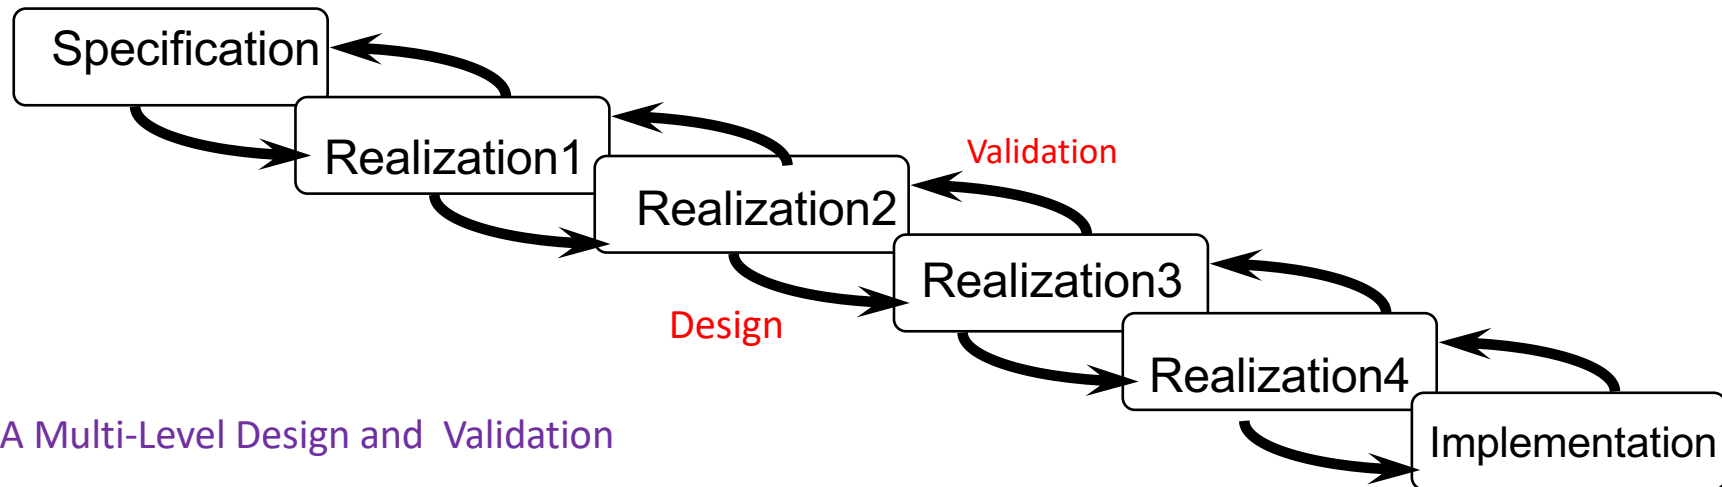 Specification
Realization1
Validation
Realization2
Realization3
Design
Realization4
A Multi-Level Design and  Validation
Implementation